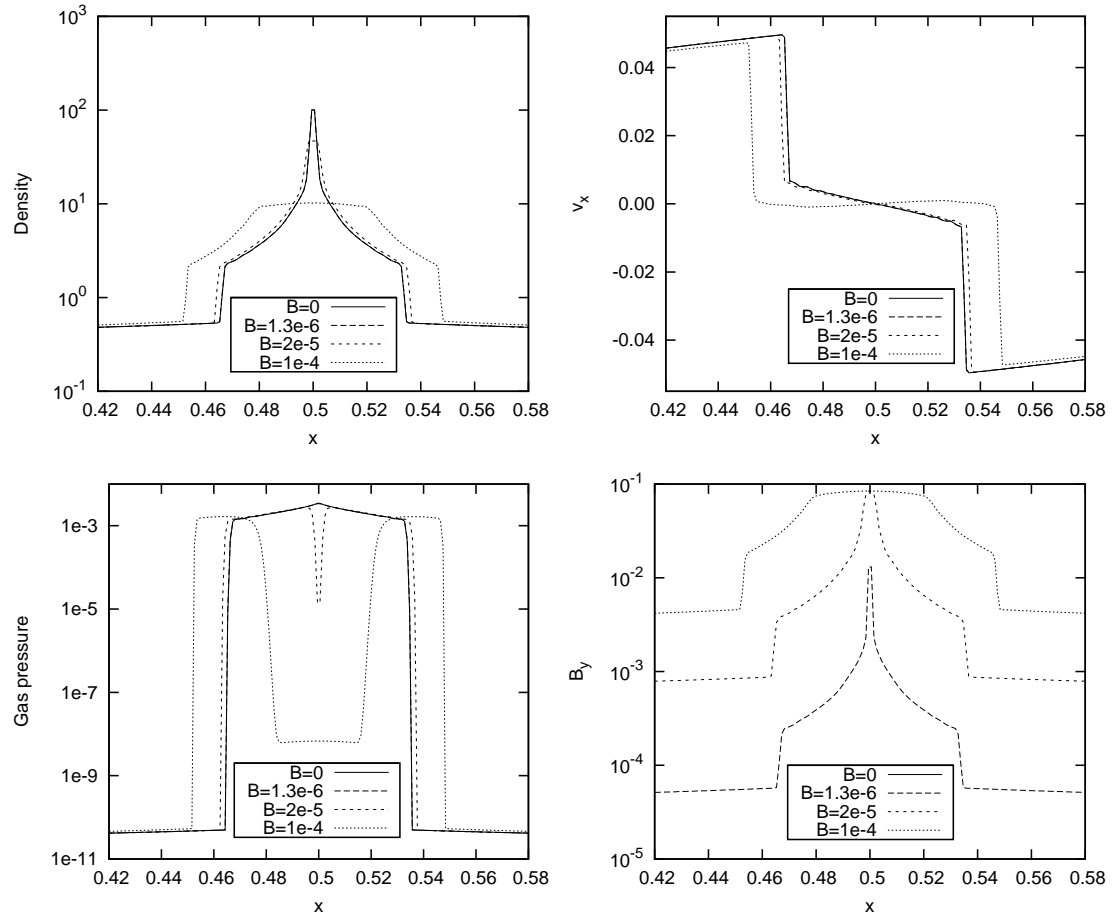 10^3
10^2
10^1
10^0
10^-1
Density
0.42 0.44 0.46 0.48 0.5 0.52 0.54 0.56 0.58
x
B=0
B=1.3e-6
B=2e-5
B=1e-4
0.04
0.02
0.00
-0.02
-0.04
v_x
0.42 0.44 0.46 0.48 0.5 0.52 0.54 0.56 0.58
x
B=0
B=1.3e-6
B=2e-5
B=1e-4
1e-3
1e-5
1e-7
1e-9
1e-11
Gas pressure
0.42 0.44 0.46 0.48 0.5 0.52 0.54 0.56 0.58
x
B=0
B=1.3e-6
B=2e-5
B=1e-4
10^-1
10^-2
10^-3
10^-4
10^-5
B_y
0.42 0.44 0.46 0.48 0.5 0.52 0.54 0.56 0.58
x
B=0
B=1.3e-6
B=2e-5
B=1e-4